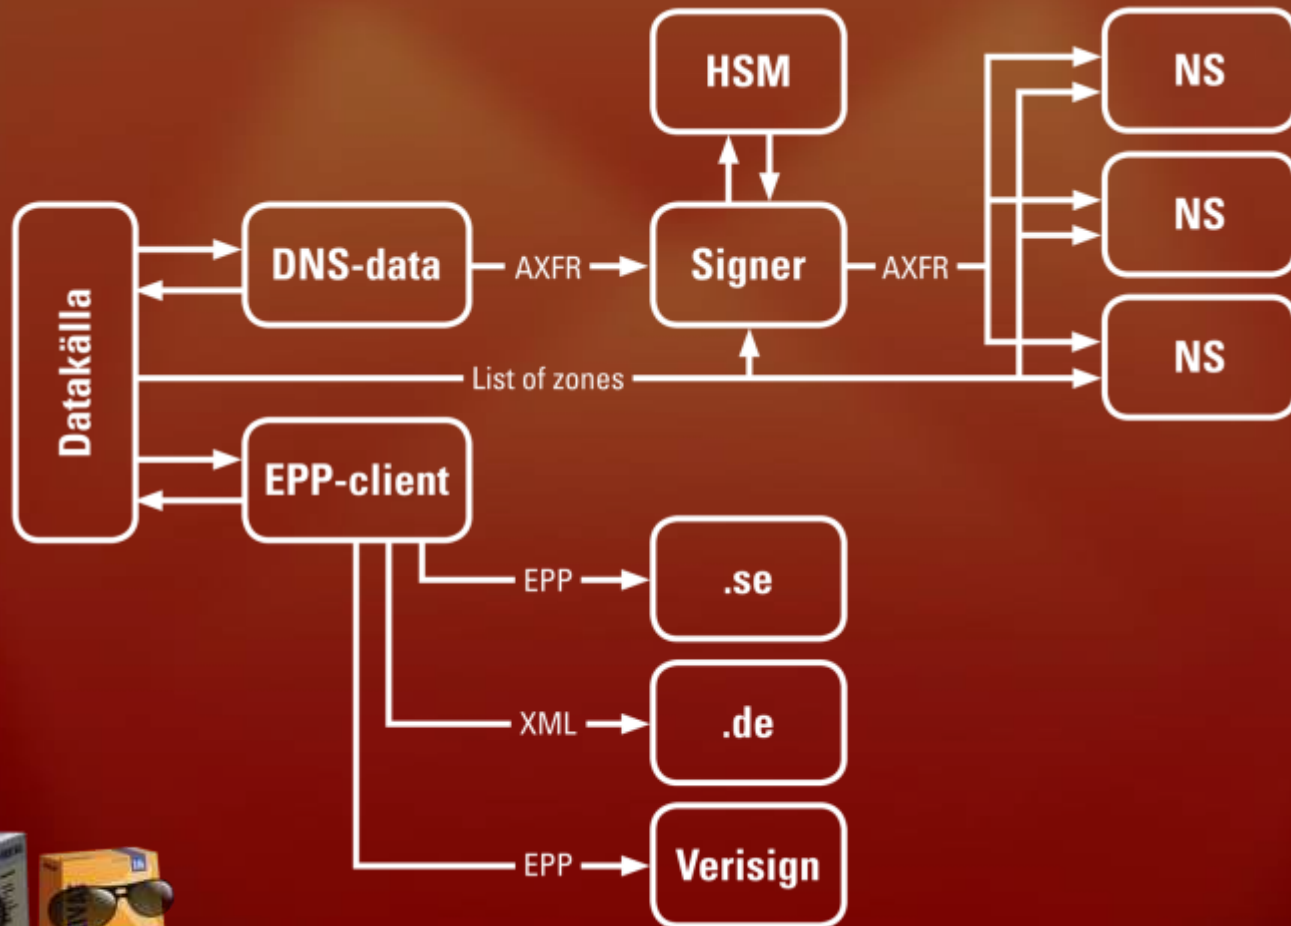 HSM
NS
NS
NS
Datakälla
DNS-data
AXFR
Signer
AXFR
List of zones
EPP-client
EPP
.se
XML
.de
EPP
Verisign